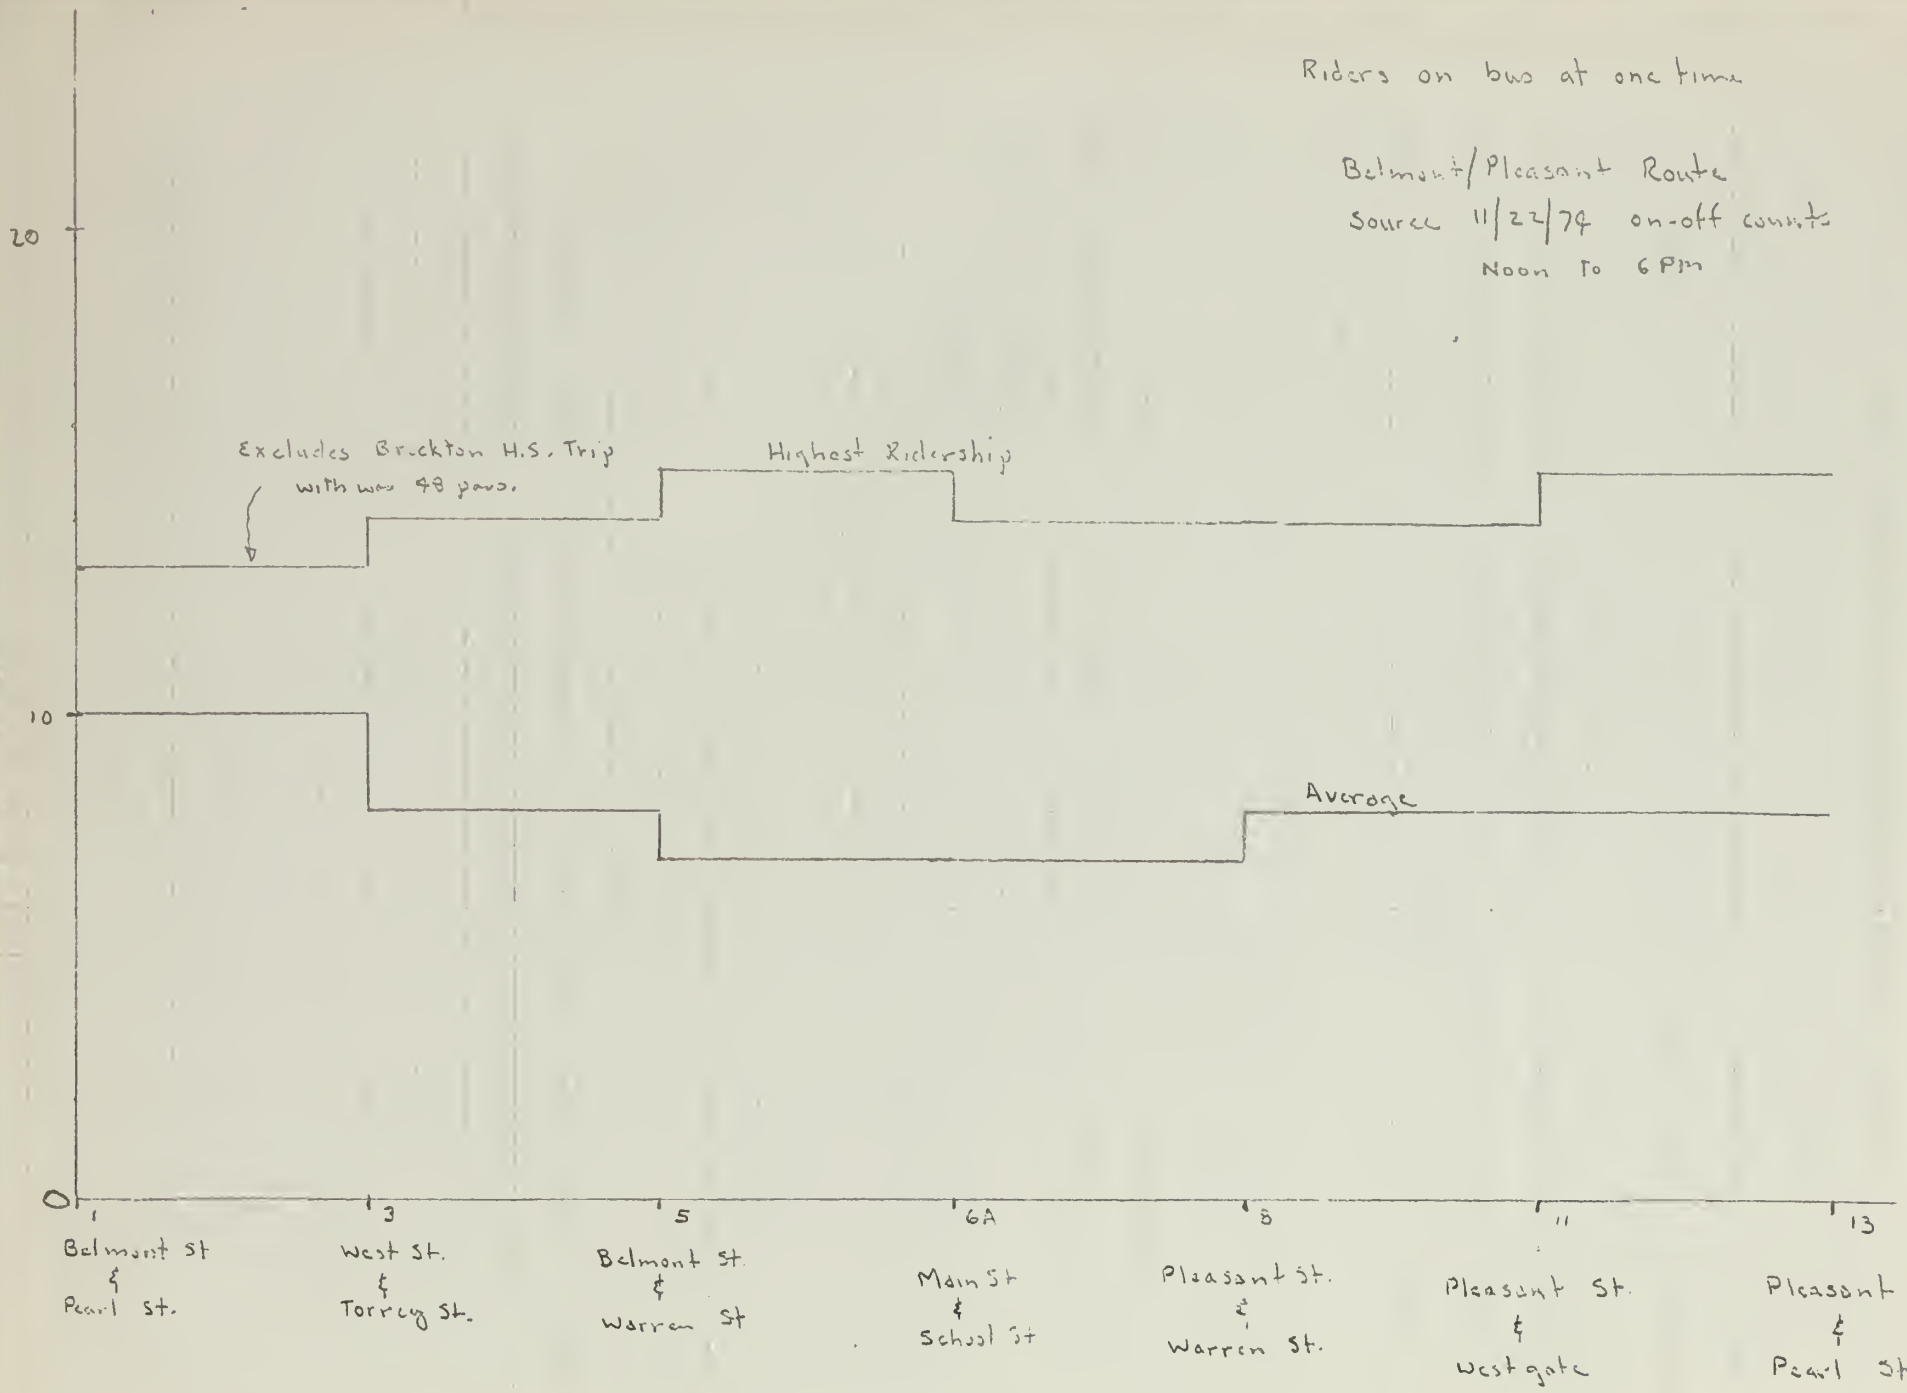 Riders on bus at one time
Belmont/Pleasant Route
Source 11/22/74 on-off counts
Noon to 6 PM
20
Excludes Brockton H.S. Trip
with was 48 pass.
Highest Ridership
10
Average
0
1
3
5
6A
8
11
13
Belmont St
&
Pearl St.
West St.
&
Torrey St.
Belmont St.
&
Warren St
Main St
&
School St
Pleasant St.
&
Warren St.
Pleasant St.
&
Westgate
Pleasant
&
Pearl St